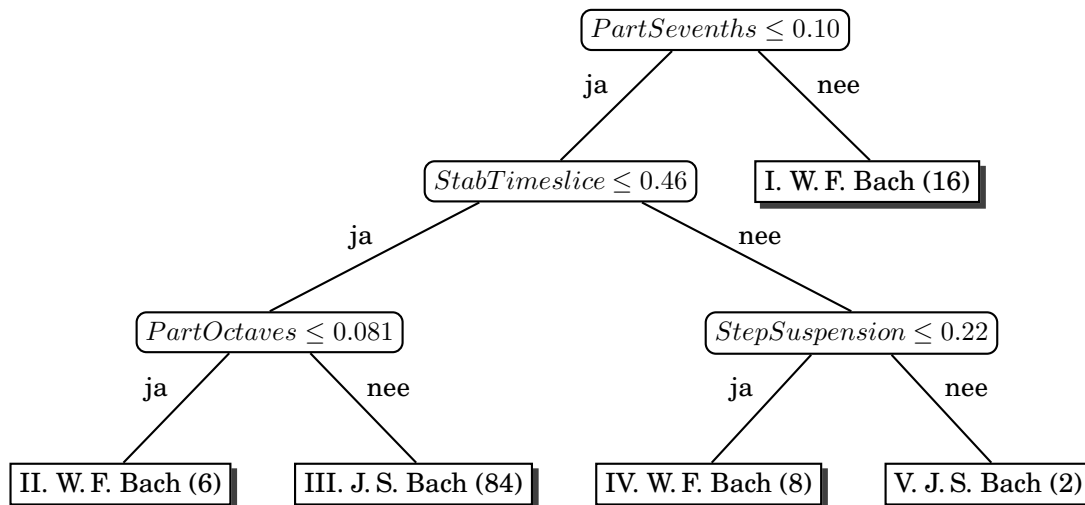 PartSevenths ≤ 0.10
ja
nee
StabTimeslice ≤ 0.46
I. W. F. Bach (16)
ja
nee
PartOctaves ≤ 0.081
StepSuspension ≤ 0.22
ja
nee
ja
nee
II. W. F. Bach (6)
III. J. S. Bach (84)
IV. W. F. Bach (8)
V. J. S. Bach (2)